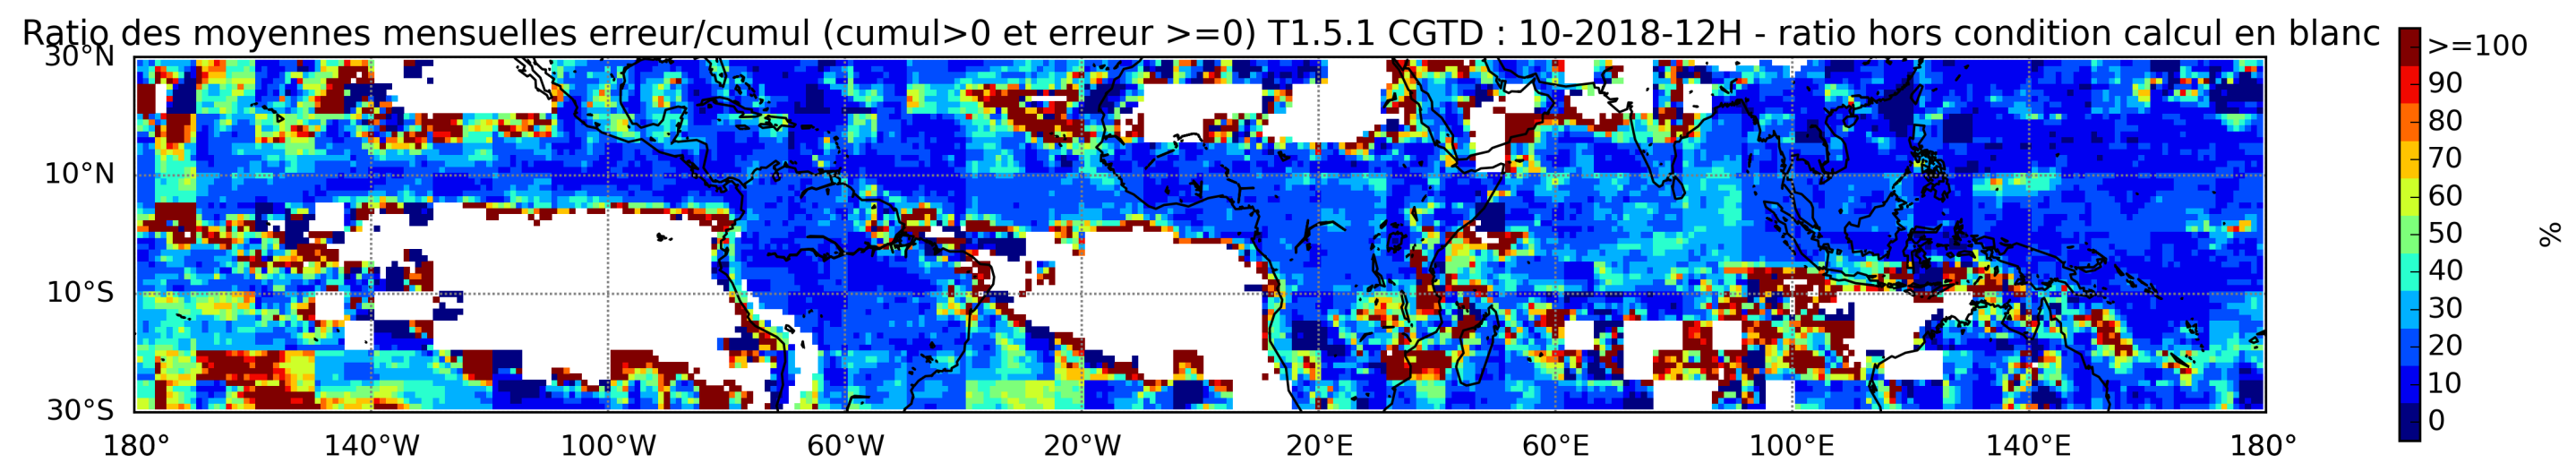 Ratio des moyennes mensuelles erreur/cumul (cumul>0 et erreur >=0) T1.5.1 CGTD : 10-2018-12H - ratio hors condition calcul en blanc
30°N
10°N
10°S
30°S
180° 140°W 100°W 60°W 20°W 20°E 60°E 100°E 140°E 180°
>=100
90
80
70
60
50
40
30
20
10
0
%